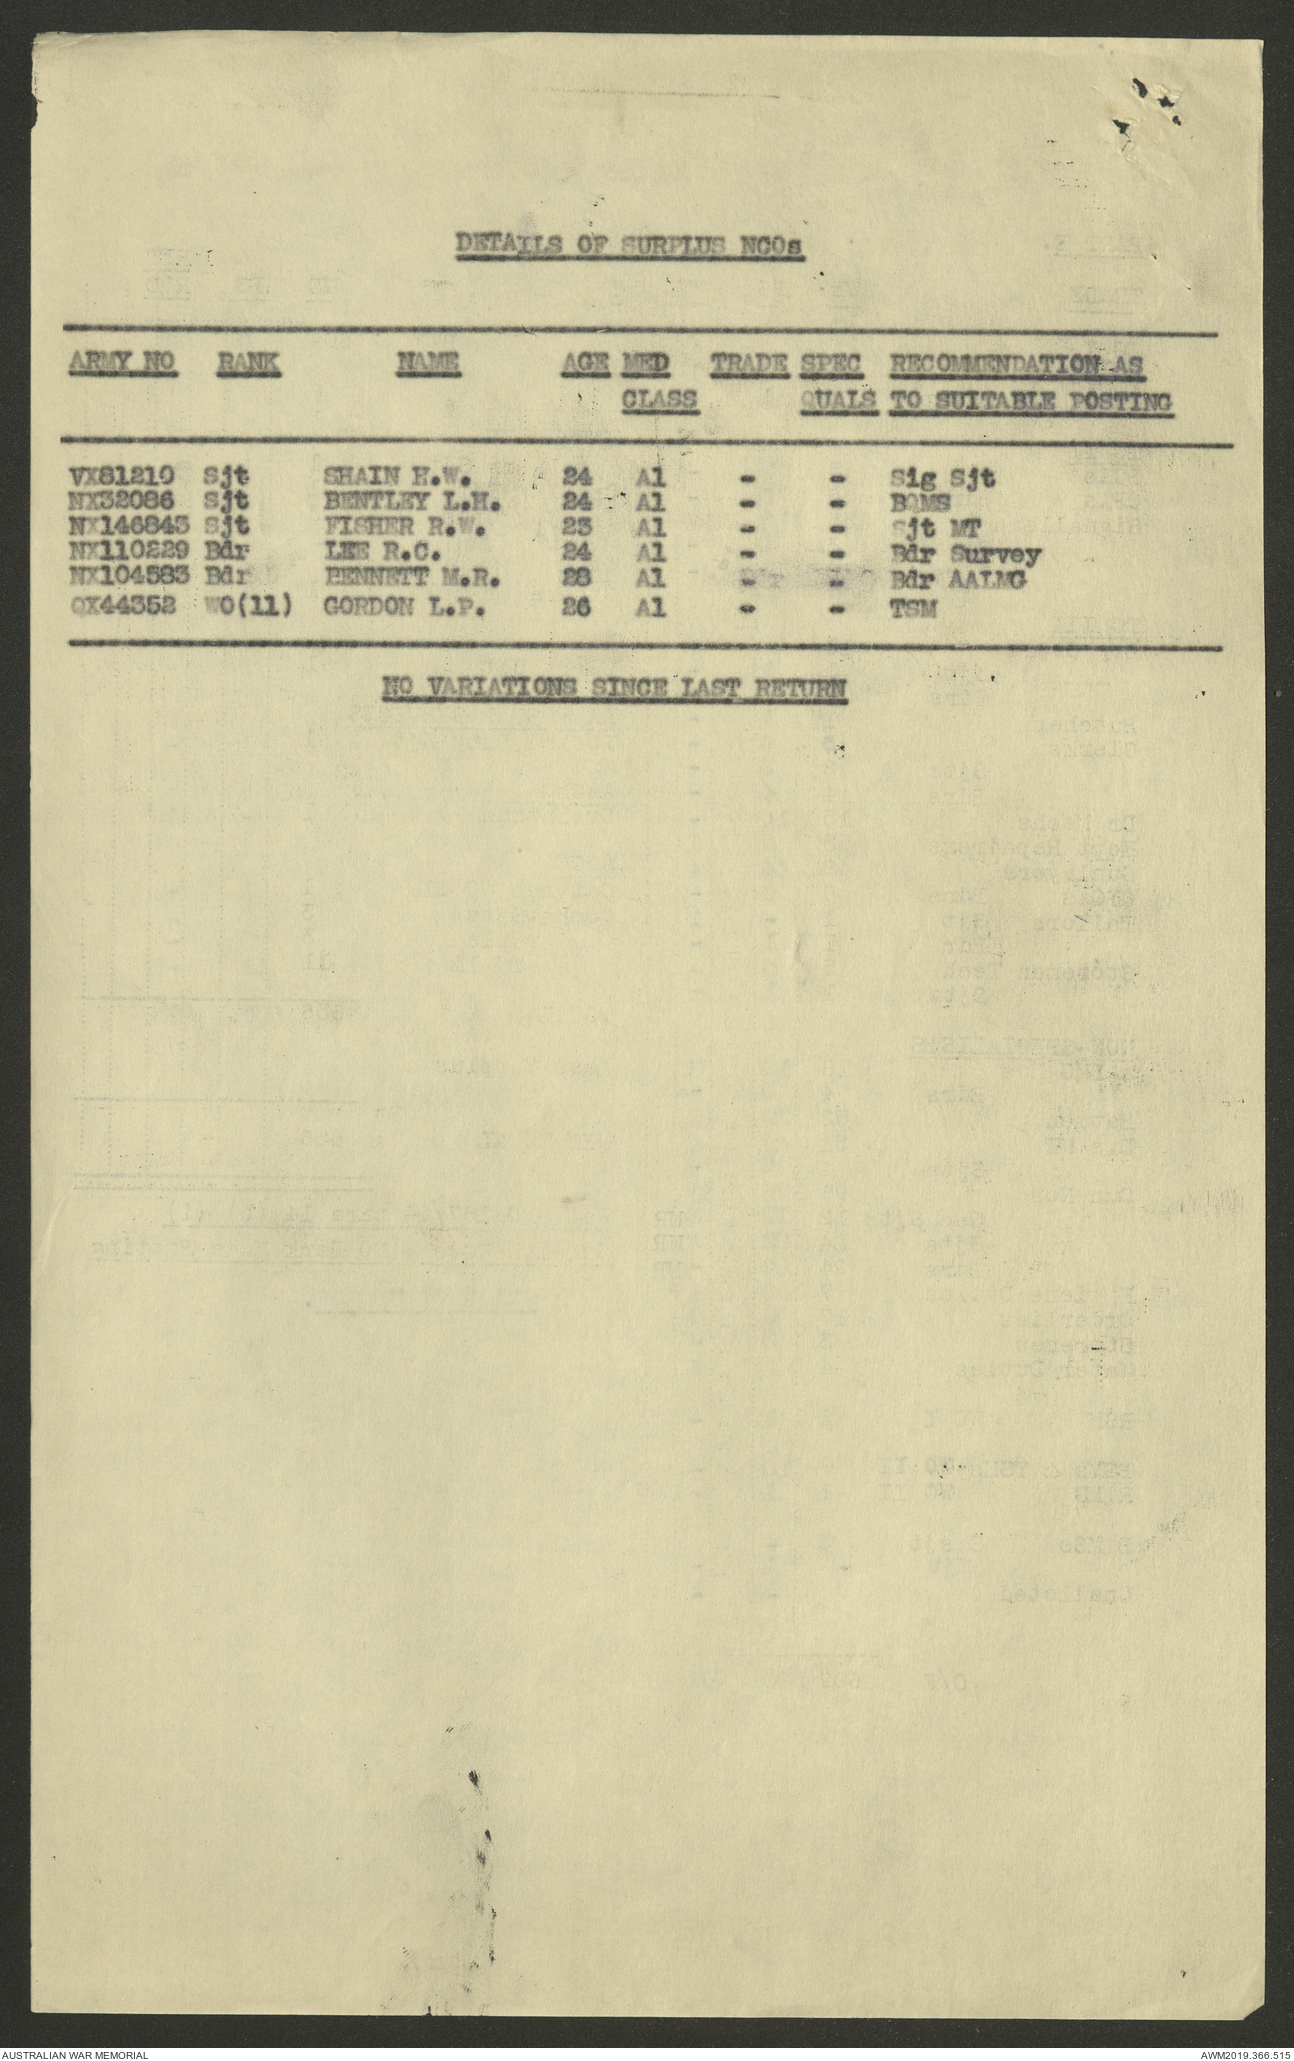 DETAILS OF SURPLUS NCOs
ARMY NO RANK NAME AGE MED TRADE SPEC RECOMMENDATION AS
CLASS QUALS TO SUITABLE POSTING
VX81210 Sjt SHAIN H.W. 24 A1 - - Sig Sjt
NX32086 Sjt BENTLEY L.H. 24 A1 - - BQMS
NX146843 Sjt FISHER R.W. 23 A1 - - Sjt MT
NX110229 Bdr LEE R.C. 24 A1 - - Bdr Survey
NX104583 Bdr BENNETT M.R. 28 A1 - - Bdr AALMG
QX44352 WO(11) GORDON L.P. 26 A1 - - TSM
NO VARIATIONS SINCE LAST RETURN
AUSTRALIAN WAR MEMORIAL AWM2019.366.515